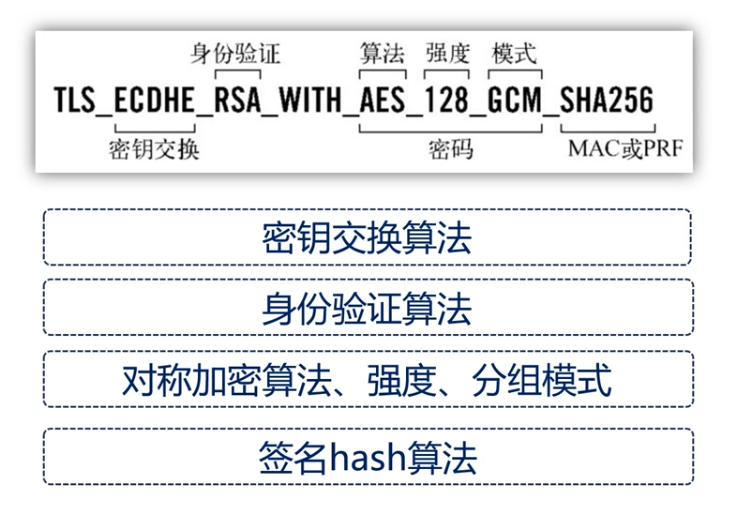 身份验证 算法 强度 模式
TLS_ECDHE_RSA_WITH_AES_128_GCM_SHA256
密钥交换 密码 MAC或PRF
密钥交换算法
身份验证算法
对称加密算法、强度、分组模式
签名hash算法